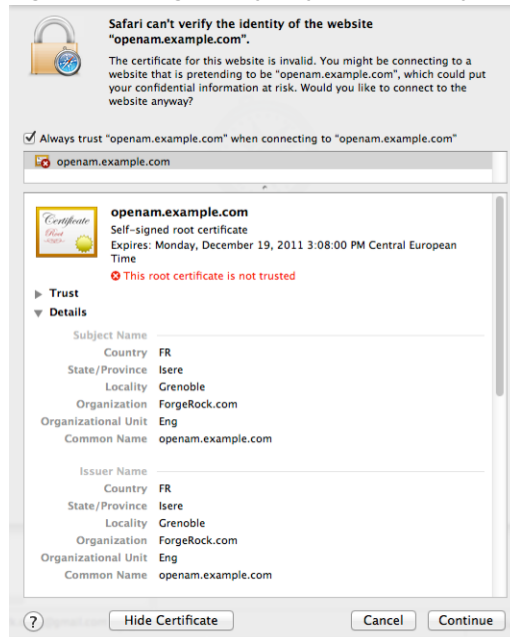 Safari can't verify the identity of the website
"openam.example.com".
The certificate for this website is invalid. You might be connecting to a
website that is pretending to be "openam.example.com", which could put
your confidential information at risk. Would you like to connect to the
website anyway?
Always trust "openam.example.com" when connecting to "openam.example.com"
openam.example.com
Certificate
Root
openam.example.com
Self-signed root certificate
Expires: Monday, December 19, 2011 3:08:00 PM Central European
Time
This root certificate is not trusted
Trust
Details
Subject Name
Country FR
State/Province Isere
Locality Grenoble
Organization ForgeRock.com
Organizational Unit Eng
Common Name openam.example.com
Issuer Name
Country FR
State/Province Isere
Locality Grenoble
Organization ForgeRock.com
Organizational Unit Eng
Common Name openam.example.com
? Hide Certificate Cancel Continue